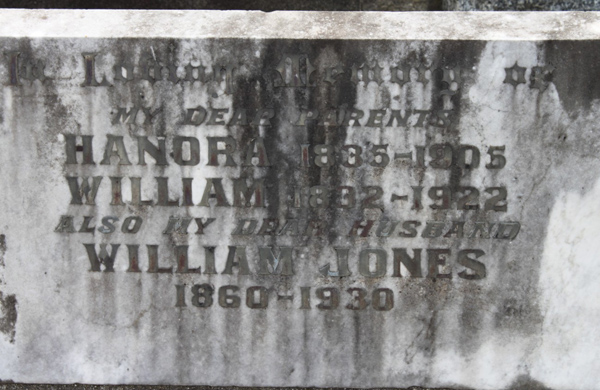 In Loving Memory of
MY DEAR PARENTS
HANORA 1835-1905
WILLIAM 1832-1922
ALSO MY DEAR HUSBAND
WILLIAM JONES
1860-1930